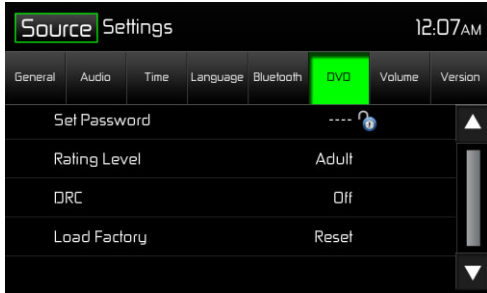 Source Settings 12:07AM
General Audio Time Language Bluetooth DVD Volume Version
Set Password ----
Rating Level Adult
DRC Off
Load Factory Reset